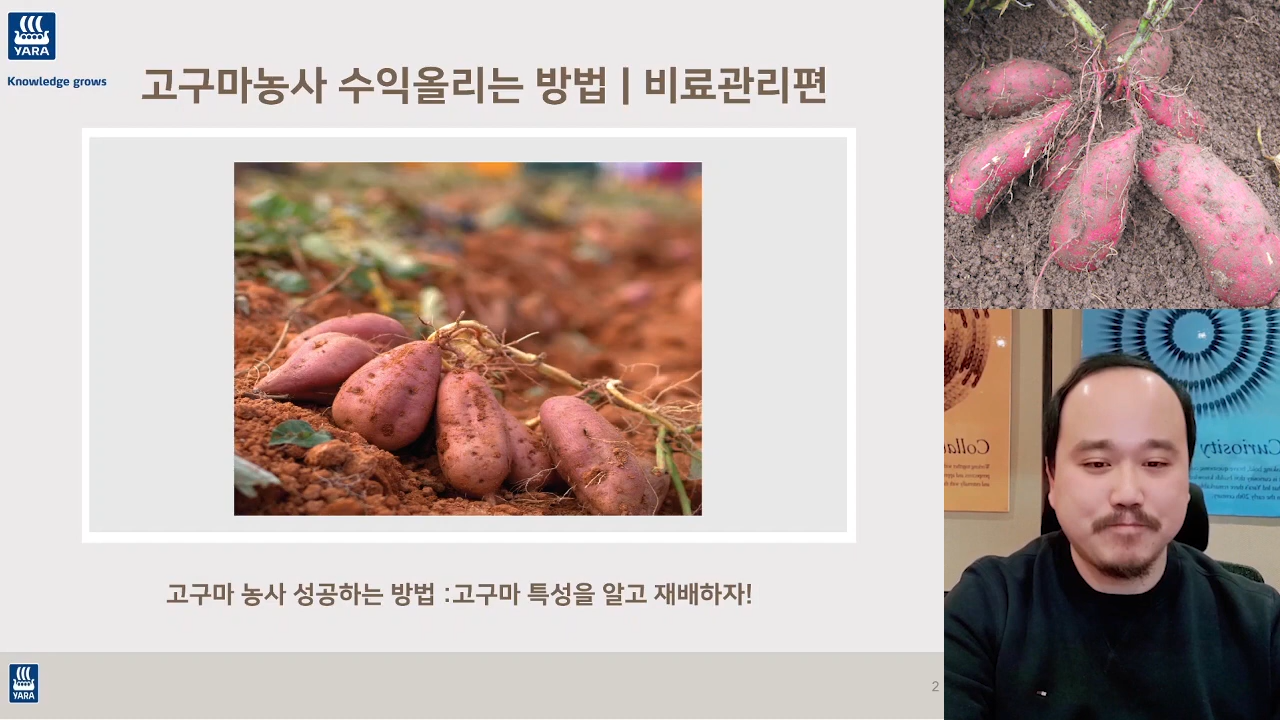 YARA
Knowledge grows
고구마농사 수익올리는 방법 | 비료관리편
고구마 농사 성공하는 방법 :고구마 특성을 알고 재배하자!
YARA
2
Colla
Curiosity